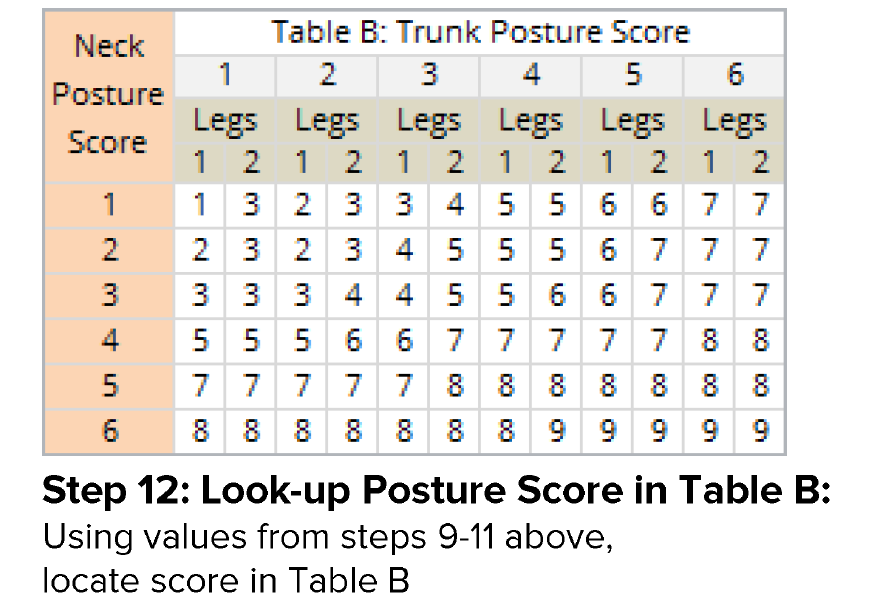 Neck Posture Score
Table B: Trunk Posture Score
1 2 3 4 5 6
Legs Legs Legs Legs Legs Legs
1 2 1 2 1 2 1 2 1 2 1 2
1 1 3 2 3 3 4 5 5 6 6 7 7
2 2 3 2 3 4 5 5 5 6 7 7 7
3 3 3 3 4 4 5 5 6 6 7 7 7
4 5 5 5 6 6 7 7 7 7 7 8 8
5 7 7 7 7 7 8 8 8 8 8 8 8
6 8 8 8 8 8 8 8 9 9 9 9 9
Step 12: Look-up Posture Score in Table B:
Using values from steps 9-11 above,
locate score in Table B